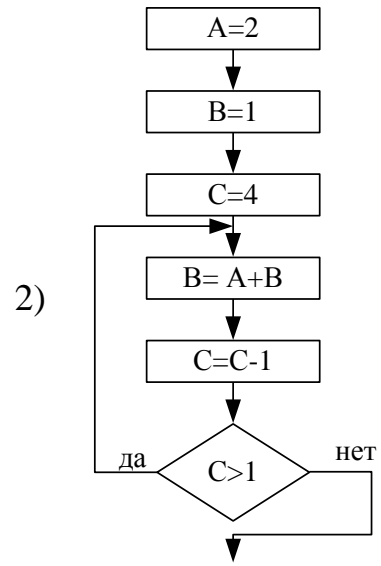 A=2
B=1
C=4
2)
B= A+B
C=C-1
да
C>1
нет